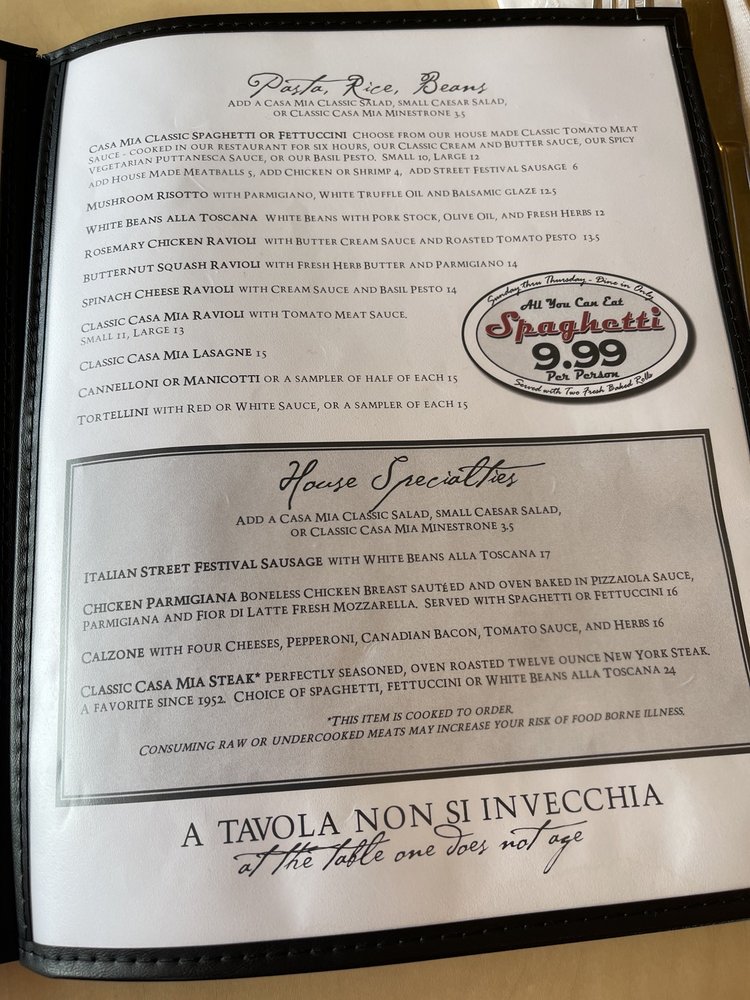 Pasta, Rice, Beans
ADD A CASA MIA CLASSIC SALAD, SMALL CAESAR SALAD,
OR CLASSIC CASA MIA MINESTRONE 3.5
CASA MIA CLASSIC SPAGHETTI OR FETTUCCINI CHOOSE FROM OUR HOUSE MADE CLASSIC TOMATO MEAT
SAUCE - COOKED IN OUR RESTAURANT FOR SIX HOURS, OUR CLASSIC CREAM AND BUTTER SAUCE, OUR SPICY
VEGETARIAN PUTTANESCA SAUCE, OR OUR BASIL PESTO. SMALL 10, LARGE 12
ADD HOUSE MADE MEATBALLS 5, ADD CHICKEN OR SHRIMP 4, ADD STREET FESTIVAL SAUSAGE 6
MUSHROOM RISOTTO WITH PARMIGIANO, WHITE TRUFFLE OIL AND BALSAMIC GLAZE 12.5
WHITE BEANS ALLA TOSCANA WHITE BEANS WITH PORK STOCK, OLIVE OIL, AND FRESH HERBS 12
ROSEMARY CHICKEN RAVIOLI WITH BUTTER CREAM SAUCE AND ROASTED TOMATO PESTO 13.5
BUTTERNUT SQUASH RAVIOLI WITH FRESH HERB BUTTER AND PARMIGIANO 14
SPINACH CHEESE RAVIOLI WITH CREAM SAUCE AND BASIL PESTO 14
CLASSIC CASA MIA RAVIOLI WITH TOMATO MEAT SAUCE.
SMALL 11, LARGE 13
CLASSIC CASA MIA LASAGNE 15
CANNELLONI OR MANICOTTI OR A SAMPLER OF HALF OF EACH 15
TORTELLINI WITH RED OR WHITE SAUCE, OR A SAMPLER OF EACH 15
Sunday thru Thursday - Dine in Only
All You Can Eat
Spaghetti
9.99
Per Person
Served with Two Fresh Baked Rolls
House Specialties
ADD A CASA MIA CLASSIC SALAD, SMALL CAESAR SALAD,
OR CLASSIC CASA MIA MINESTRONE 3.5
ITALIAN STREET FESTIVAL SAUSAGE WITH WHITE BEANS ALLA TOSCANA 17
CHICKEN PARMIGIANA BONELESS CHICKEN BREAST SAUTÉED AND OVEN BAKED IN PIZZAIOLA SAUCE,
PARMIGIANA AND FIOR DI LATTE FRESH MOZZARELLA. SERVED WITH SPAGHETTI OR FETTUCCINI 16
CALZONE WITH FOUR CHEESES, PEPPERONI, CANADIAN BACON, TOMATO SAUCE, AND HERBS 16
CLASSIC CASA MIA STEAK* PERFECTLY SEASONED, OVEN ROASTED TWELVE OUNCE NEW YORK STEAK.
A FAVORITE SINCE 1952. CHOICE OF SPAGHETTI, FETTUCCINI OR WHITE BEANS ALLA TOSCANA 24
*THIS ITEM IS COOKED TO ORDER.
CONSUMING RAW OR UNDERCOOKED MEATS MAY INCREASE YOUR RISK OF FOOD BORNE ILLNESS.
A TAVOLA NON SI INVECCHIA
at the table one does not age